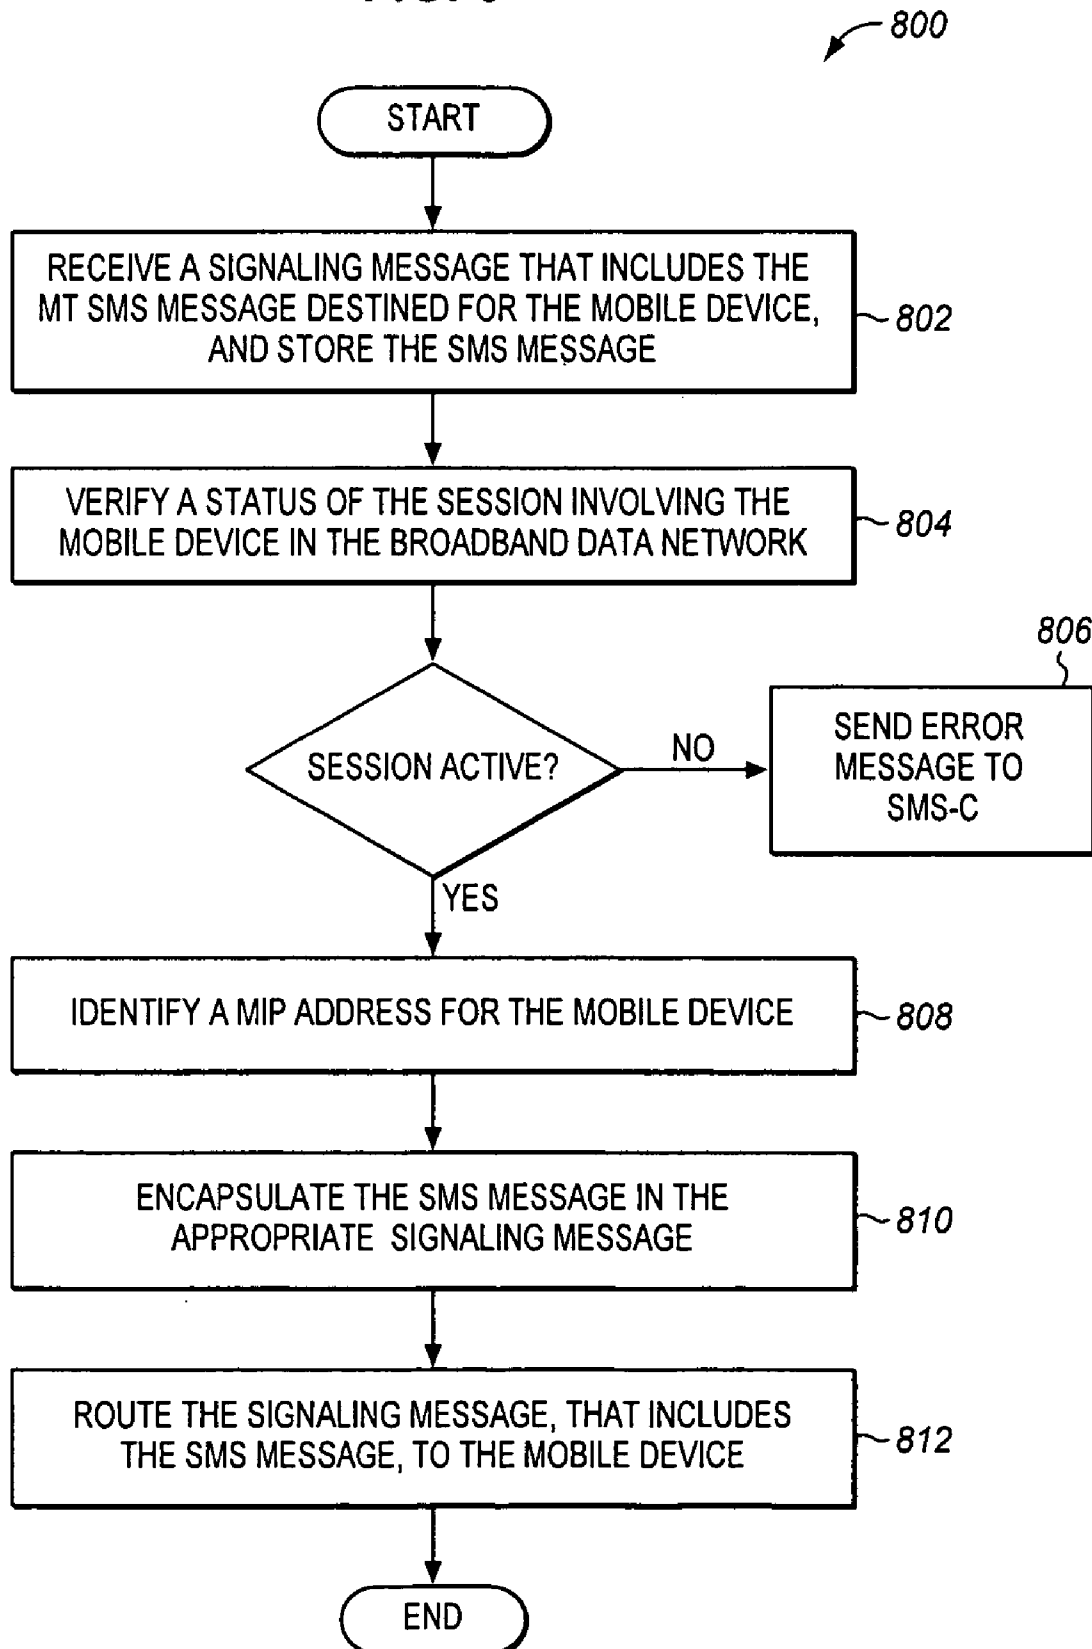 800
START
RECEIVE A SIGNALING MESSAGE THAT INCLUDES THE
MT SMS MESSAGE DESTINED FOR THE MOBILE DEVICE,
AND STORE THE SMS MESSAGE
802
VERIFY A STATUS OF THE SESSION INVOLVING THE
MOBILE DEVICE IN THE BROADBAND DATA NETWORK
804
806
SESSION ACTIVE?
NO
SEND ERROR
MESSAGE TO
SMS-C
YES
IDENTIFY A MIP ADDRESS FOR THE MOBILE DEVICE
808
ENCAPSULATE THE SMS MESSAGE IN THE
APPROPRIATE SIGNALING MESSAGE
810
ROUTE THE SIGNALING MESSAGE, THAT INCLUDES
THE SMS MESSAGE, TO THE MOBILE DEVICE
812
END